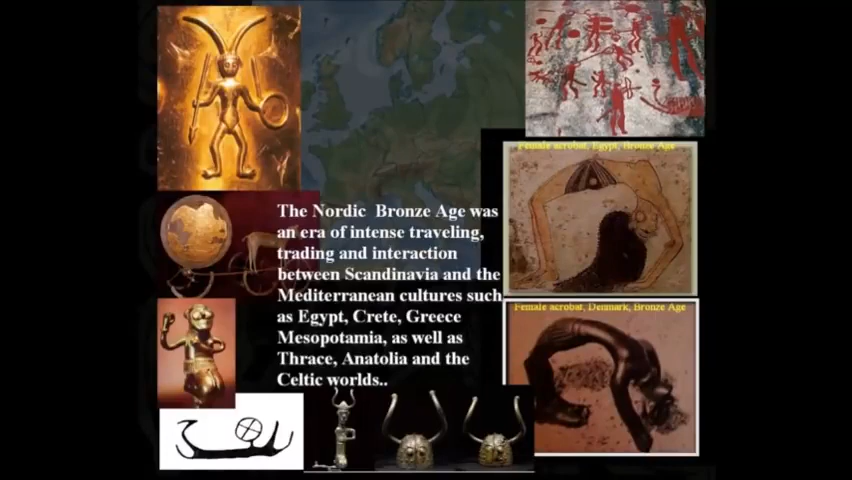 The Nordic Bronze Age was
an era of intense traveling,
trading and interaction
between Scandinavia and the
Mediterranean cultures such
as Egypt, Crete, Greece
Mesopotamia, as well as
Thrace, Anatolia and the
Celtic worlds..
Female acrobat, Egypt, Bronze Age
Female acrobat, Denmark, Bronze Age